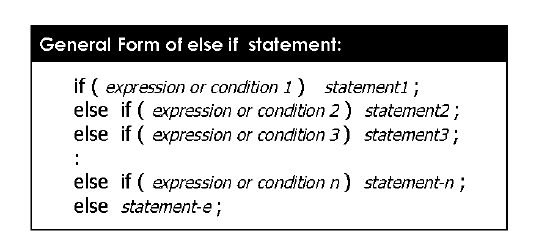 General Form of else if statement:
if ( expression or condition 1 ) statement1 ;
else if ( expression or condition 2 ) statement2 ;
else if ( expression or condition 3 ) statement3 ;
:
else if ( expression or condition n ) statement-n ;
else statement-e ;